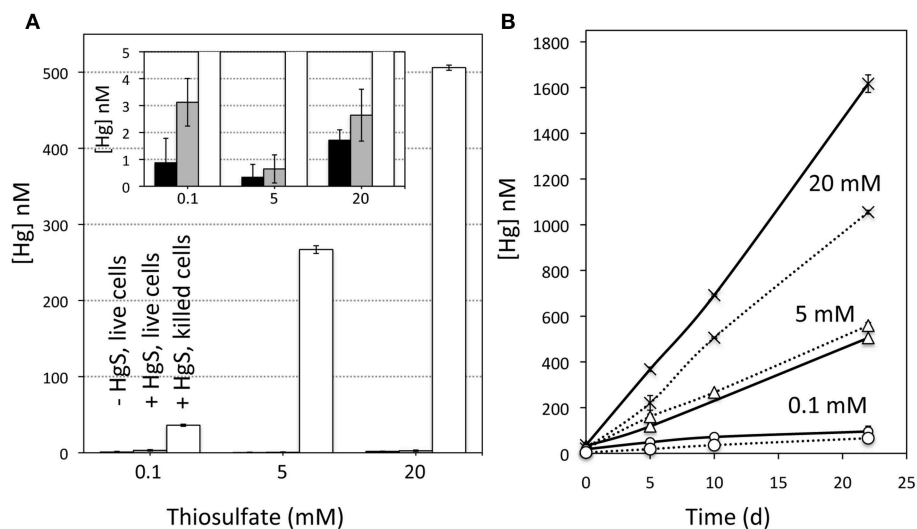 A
B
5
4
3
2
1
0
[Hg] nM
0.1
5
20
500
400
300
200
100
0
[Hg] nM
- HgS, live cells
+ HgS, live cells
+ HgS, killed cells
0.1
5
20
Thiosulfate (mM)
1800
1600
1400
1200
1000
800
600
400
200
0
[Hg] nM
20 mM
5 mM
0.1 mM
0
5
10
15
20
25
Time (d)